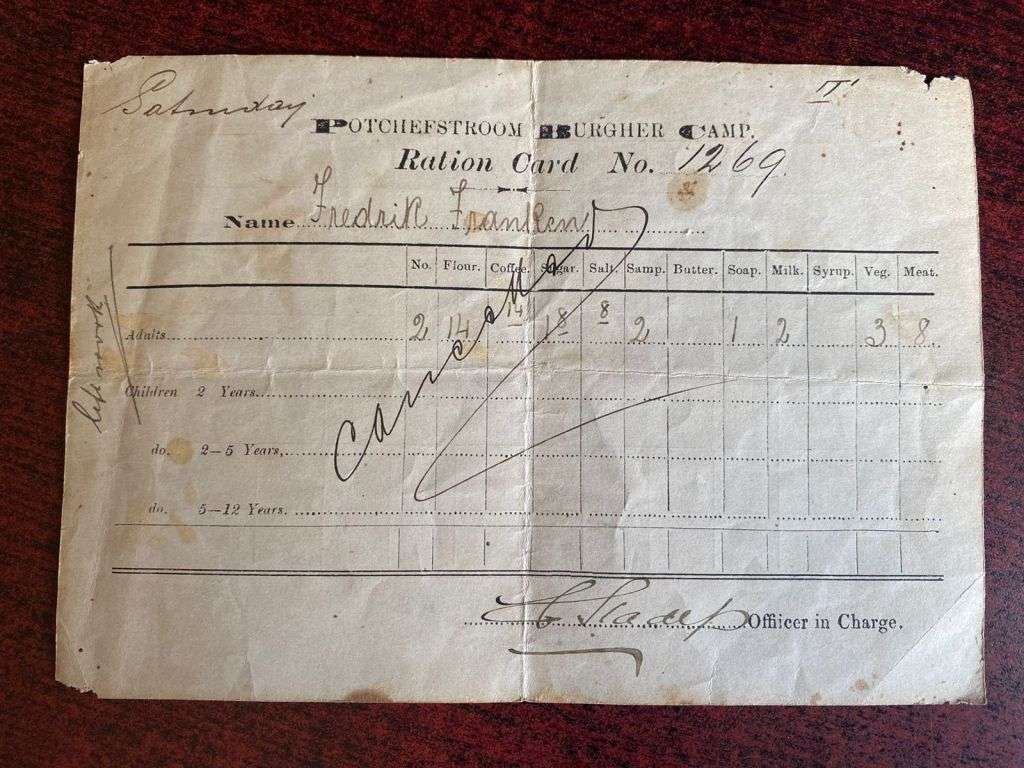 Saturday
II
POTCHEFSTROOM BURGHER CAMP.
Ration Card No. 1269
Name Fredrik Franken
No. Flour. Coffee. Sugar. Salt. Samp. Butter. Soap. Milk. Syrup. Veg. Meat.
Adults 2 14 14 18 8 2 1 2 3 8
Children 2 Years.
do. 2—5 Years,
do. 5—12 Years.
Cancelled
Officer in Charge.